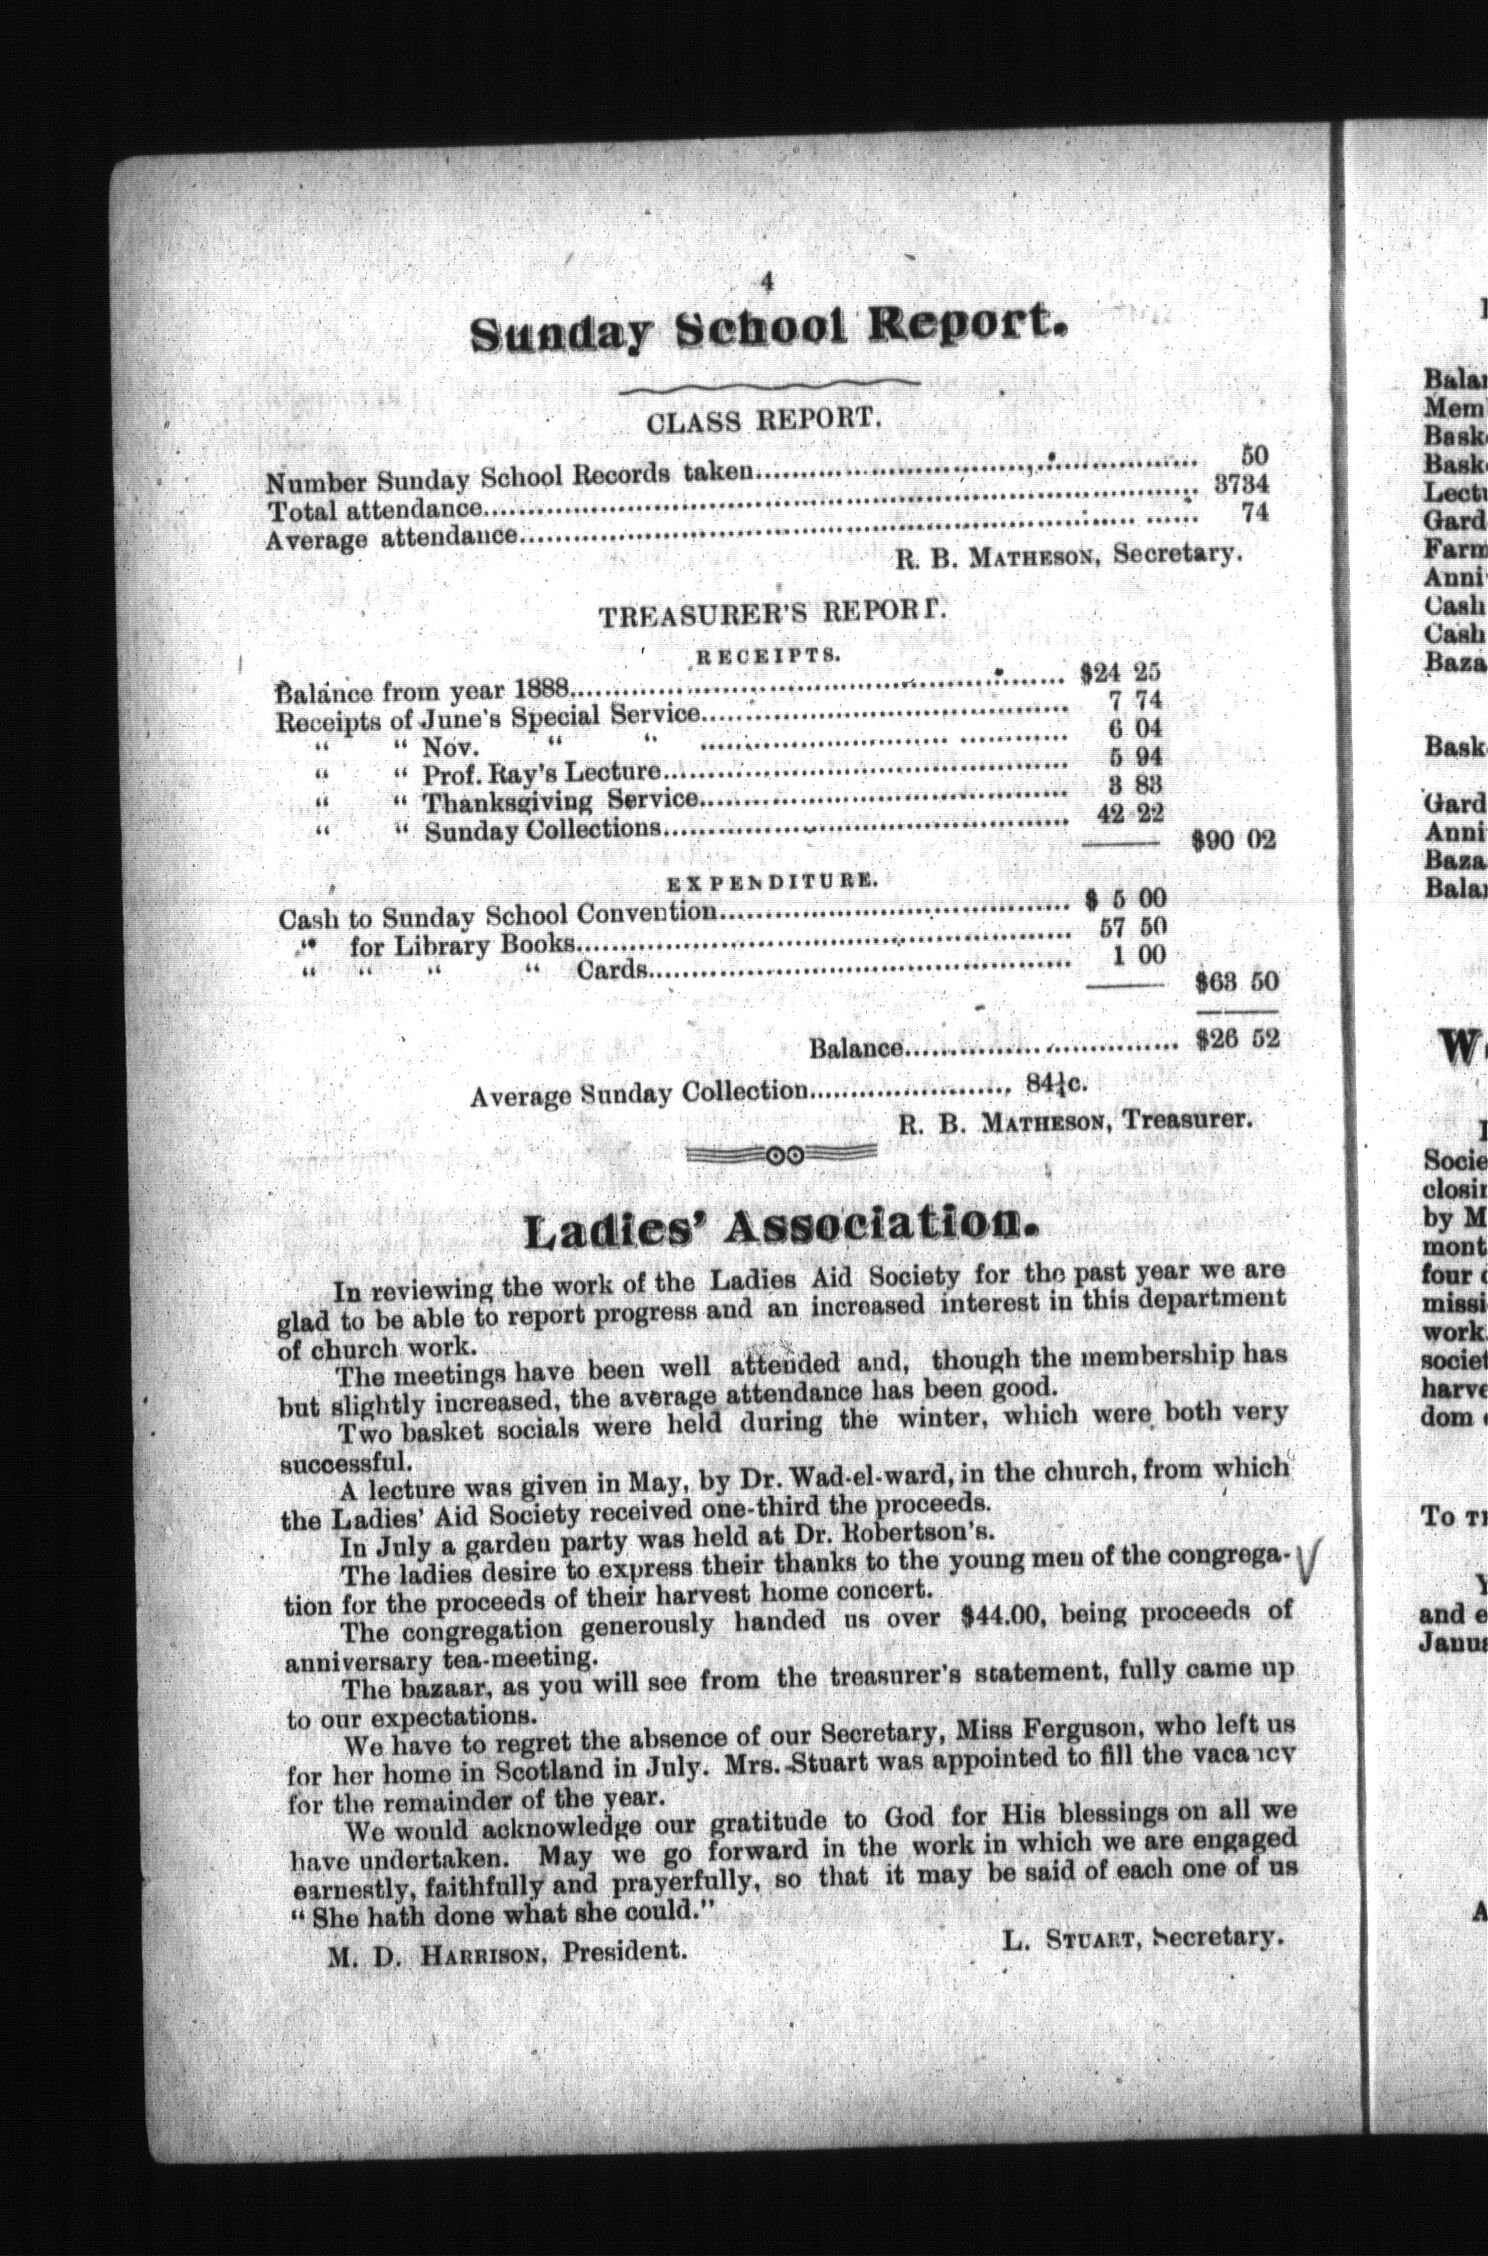 4
Sunday School Report.
CLASS REPORT.
Number Sunday School Records taken........ 50
Total attendance........ 3734
Average attendance........ 74
R. B. MATHESON, Secretary.
TREASURER'S REPORT.
RECEIPTS.
Balance from year 1888........ $24 25
Receipts of June's Special Service........ 7 74
" " Nov. " " ........ 6 04
" " Prof. Ray's Lecture........ 5 94
" " Thanksgiving Service........ 3 83
" " Sunday Collections........ 42 22
$90 02
EXPENDITURE.
Cash to Sunday School Convention........ $ 5 00
" for Library Books........ 57 50
" " " " Cards........ 1 00
$63 50
Balance........ $26 52
Average Sunday Collection........ 84¼c.
R. B. MATHESON, Treasurer.
Ladies' Association.
In reviewing the work of the Ladies Aid Society for the past year we are
glad to be able to report progress and an increased interest in this department
of church work.
The meetings have been well attended and, though the membership has
but slightly increased, the average attendance has been good.
Two basket socials were held during the winter, which were both very
successful.
A lecture was given in May, by Dr. Wad-el-ward, in the church, from which
the Ladies' Aid Society received one-third the proceeds.
In July a garden party was held at Dr. Robertson's.
The ladies desire to express their thanks to the young men of the congrega-
tion for the proceeds of their harvest home concert.
The congregation generously handed us over $44.00, being proceeds of
anniversary tea-meeting.
The bazaar, as you will see from the treasurer's statement, fully came up
to our expectations.
We have to regret the absence of our Secretary, Miss Ferguson, who left us
for her home in Scotland in July. Mrs. Stuart was appointed to fill the vacancy
for the remainder of the year.
We would acknowledge our gratitude to God for His blessings on all we
have undertaken. May we go forward in the work in which we are engaged
earnestly, faithfully and prayerfully, so that it may be said of each one of us
"She hath done what she could."
M. D. HARRISON, President. L. STUART, Secretary.